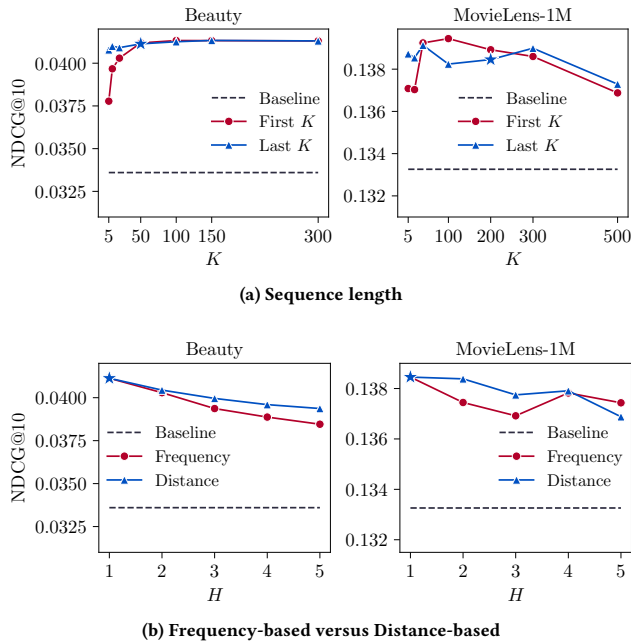 Beauty
MovieLens-1M
NDCG@10
0.0400
0.0375
0.0350
0.0325
Baseline
First K
Last K
5 50 100 150 300
K
0.138
0.136
0.134
0.132
Baseline
First K
Last K
5 100 200 300 500
K
(a) Sequence length
Beauty
MovieLens-1M
NDCG@10
0.0400
0.0375
0.0350
0.0325
Baseline
Frequency
Distance
1 2 3 4 5
H
0.138
0.136
0.134
0.132
Baseline
Frequency
Distance
1 2 3 4 5
H
(b) Frequency-based versus Distance-based